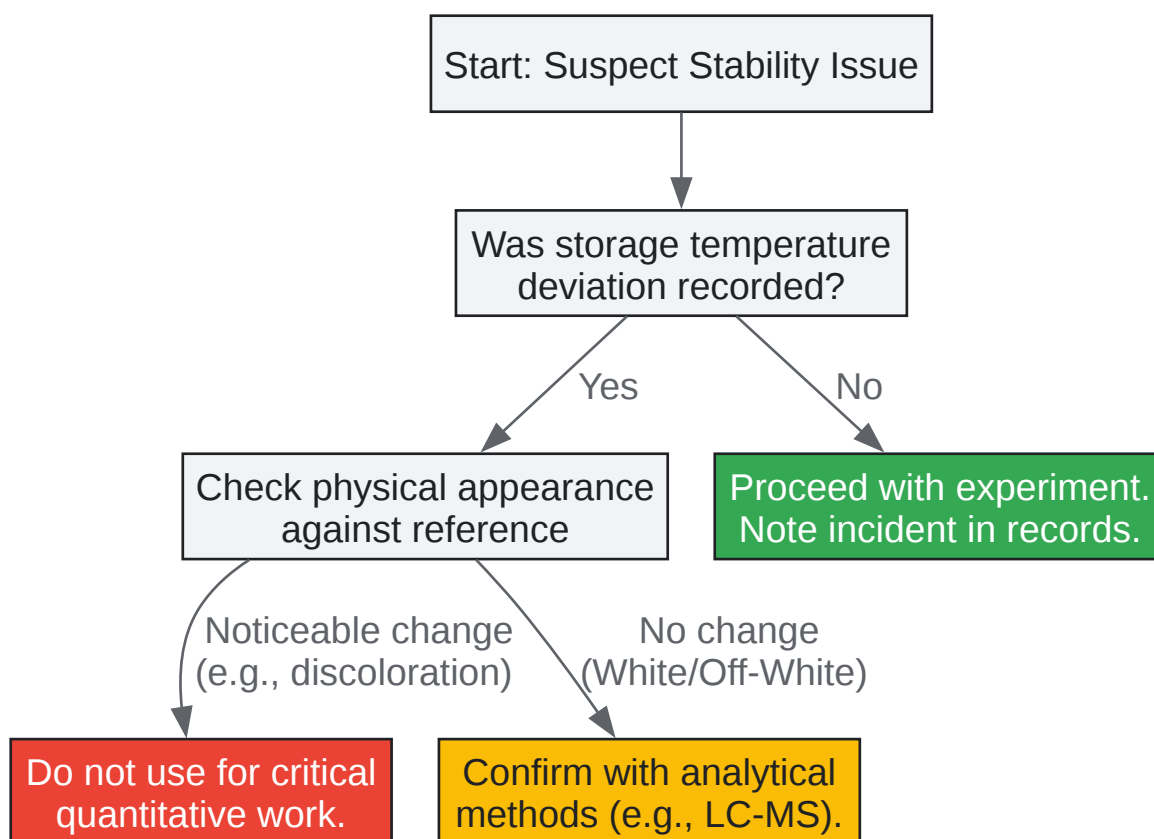 Start: Suspect Stability Issue
Was storage temperature
deviation recorded?
Yes
No
Check physical appearance
against reference
Proceed with experiment.
Note incident in records.
Noticeable change
(e.g., discoloration)
No change
(White/Off-White)
Do not use for critical
quantitative work.
Confirm with analytical
methods (e.g., LC-MS).